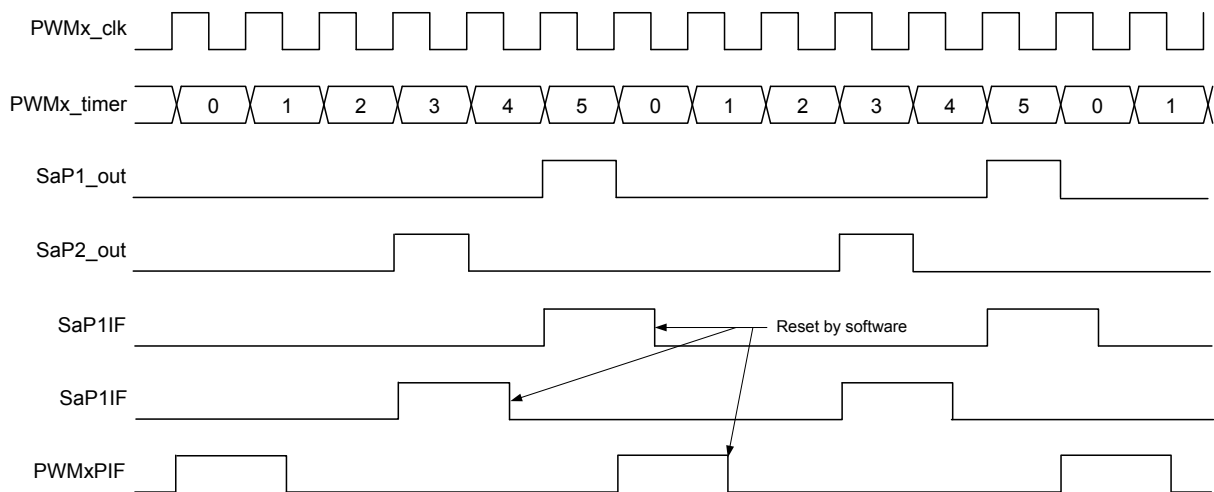 PWMx_clk
PWMx_timer 0 1 2 3 4 5 0 1 2 3 4 5 0 1
SaP1_out
SaP2_out
SaP1IF Reset by software
SaP1IF
PWMxPIF